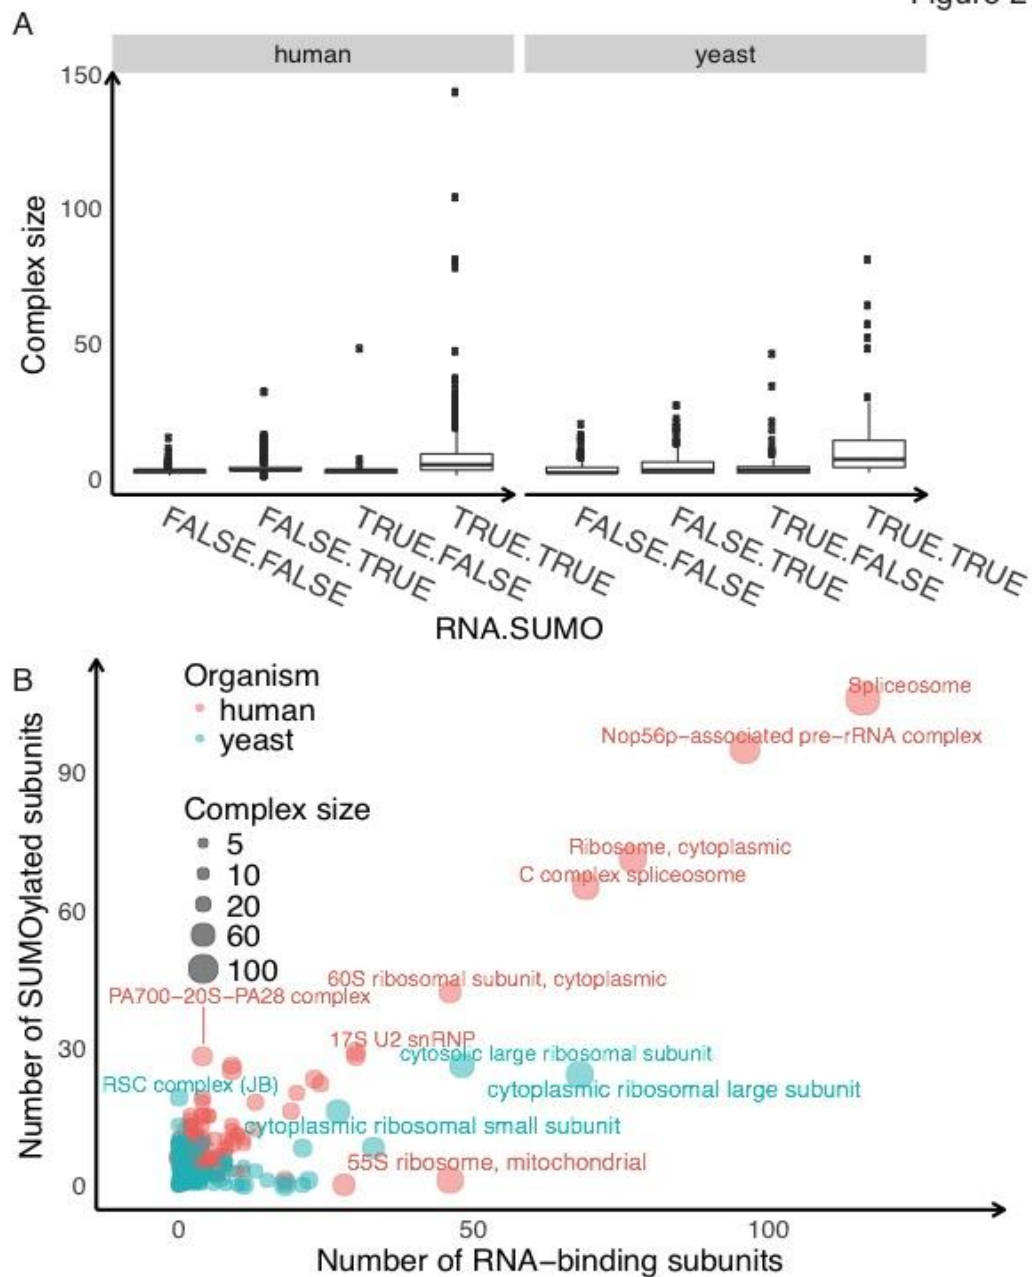 Figure 2
A
human
yeast
150
100
50
0
Complex size
FALSE.FALSE
FALSE.TRUE
TRUE.FALSE
TRUE.TRUE
FALSE.FALSE
FALSE.TRUE
TRUE.FALSE
TRUE.TRUE
RNA.SUMO
B
Organism
human
yeast
Complex size
5
10
20
60
100
Spliceosome
Nop56p−associated pre−rRNA complex
Ribosome, cytoplasmic
C complex spliceosome
60S ribosomal subunit, cytoplasmic
PA700−20S−PA28 complex
17S U2 snRNP
cytosolic large ribosomal subunit
RSC complex (JB)
cytoplasmic ribosomal large subunit
cytoplasmic ribosomal small subunit
55S ribosome, mitochondrial
90
60
30
0
Number of SUMOylated subunits
0
50
100
Number of RNA−binding subunits